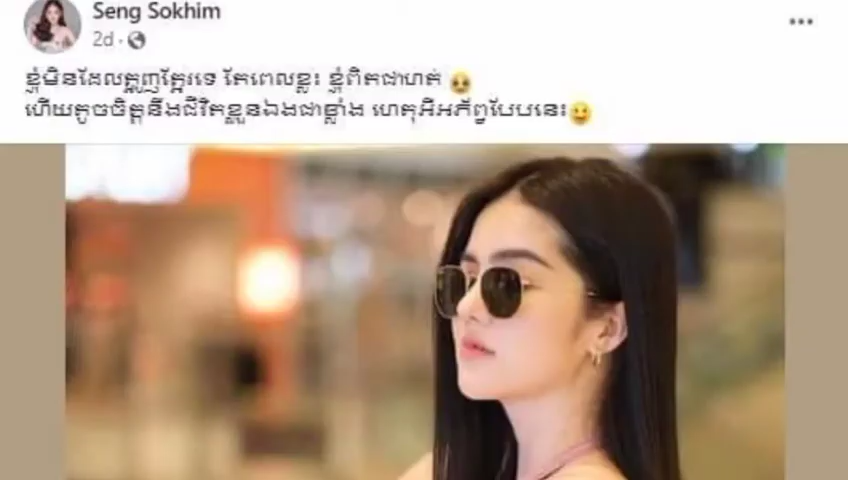 Seng Sokhim
2d ·
ខ្ញុំមិនដែលត្អូញត្អែរទេ តែពេលខ្លះ ខ្ញុំពិតជាហត់ 🥹
ហើយតូចចិត្តនឹងជីវិតខ្លួនឯងជាខ្លាំង ហេតុអីអភ័ព្វបែបនេះ🙂